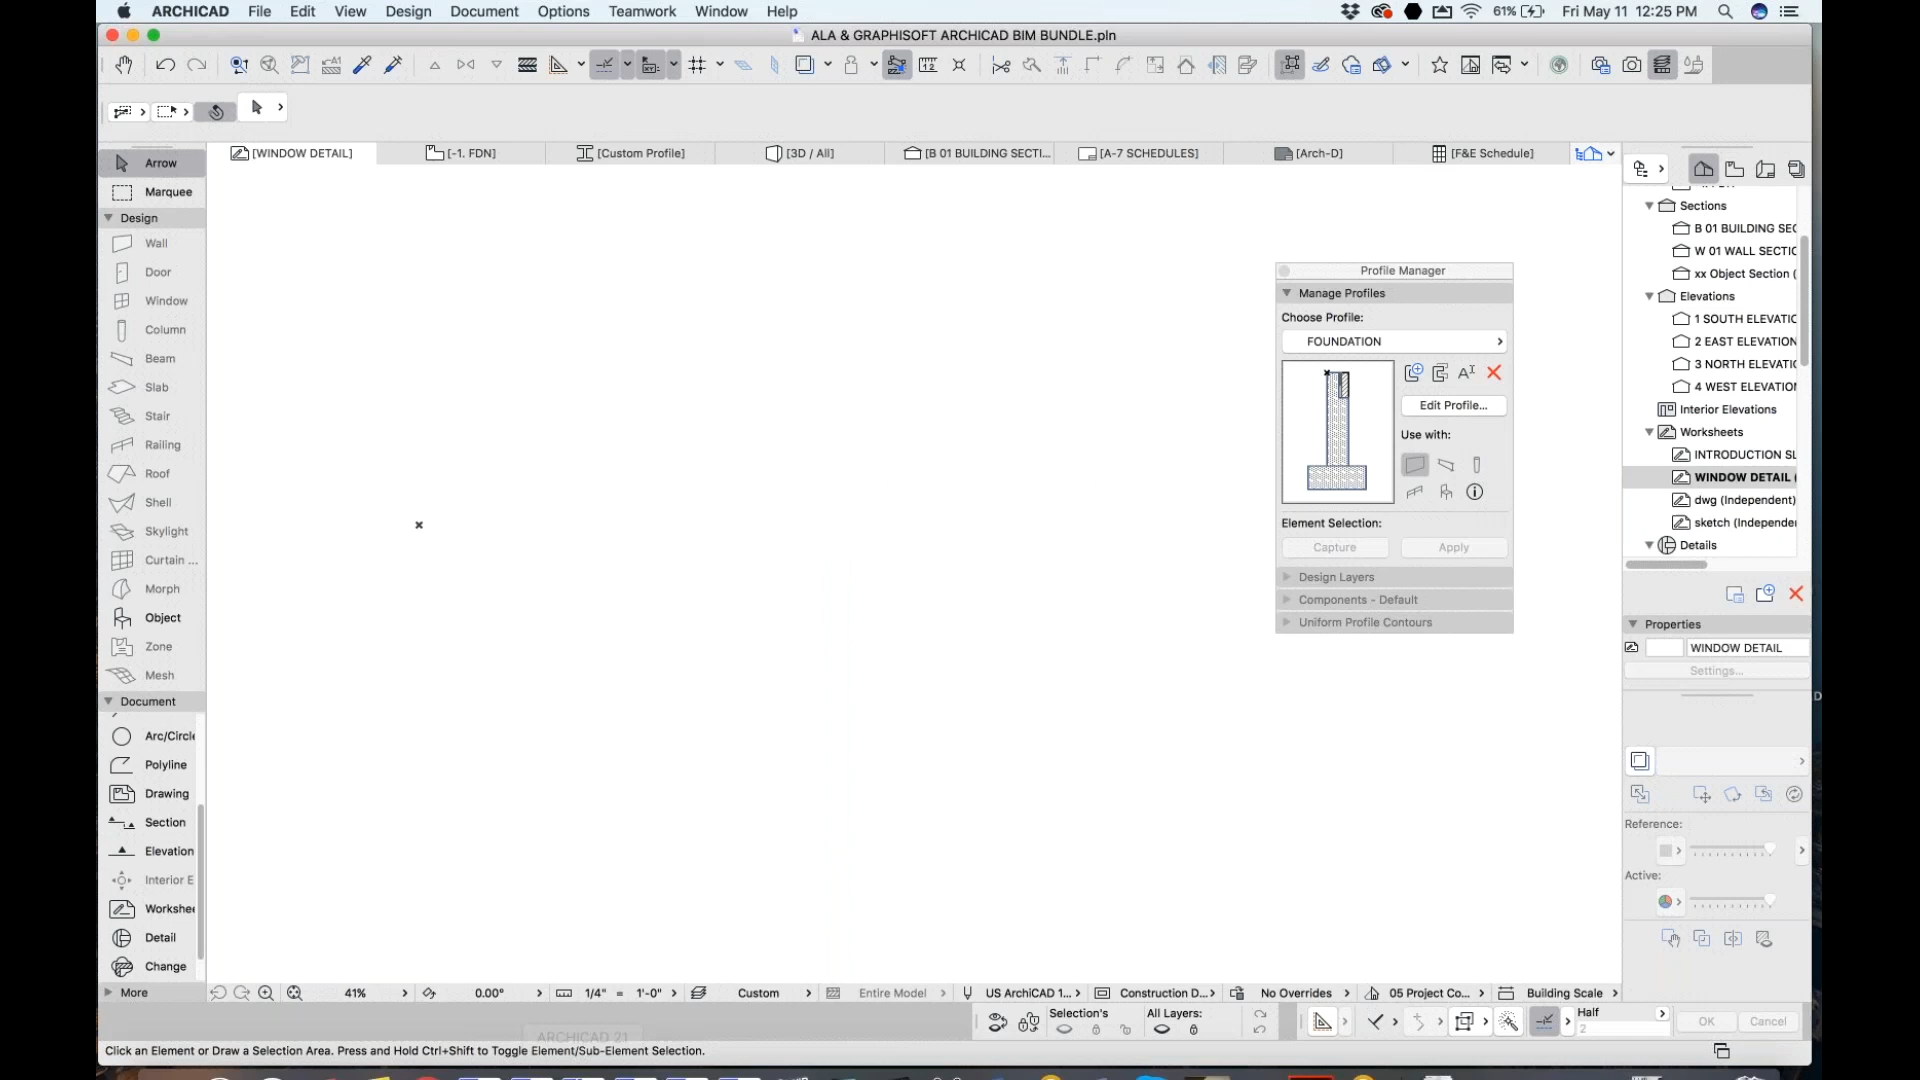 ARCHICAD File Edit View Design Document Options Teamwork Window Help 61% Fri May 11 12:25 PM
ALA & GRAPHISOFT ARCHICAD BIM BUNDLE.pln
[WINDOW DETAIL] [-1. FDN] [Custom Profile] [3D / All] [B 01 BUILDING SECTI... [A-7 SCHEDULES] [Arch-D] [F&E Schedule]
Arrow
Marquee
Design
Wall
Door
Window
Column
Beam
Slab
Stair
Railing
Roof
Shell
Skylight
Curtain ...
Morph
Object
Zone
Mesh
Document
Arc/Circle
Polyline
Drawing
Section
Elevation
Interior E
Workshee
Detail
Change
More
Profile Manager
Manage Profiles
Choose Profile:
FOUNDATION
Edit Profile...
Use with:
Element Selection:
Capture Apply
Design Layers
Components - Default
Uniform Profile Contours
Sections
B 01 BUILDING SEC
W 01 WALL SECTIO
xx Object Section (
Elevations
1 SOUTH ELEVATIO
2 EAST ELEVATION
3 NORTH ELEVATIO
4 WEST ELEVATION
Interior Elevations
Worksheets
INTRODUCTION SL
WINDOW DETAIL (
dwg (Independent)
sketch (Independe
Details
Properties
WINDOW DETAIL
Settings...
Reference:
Active:
41% 0.00° 1/4" = 1'-0" Custom Entire Model US ArchiCAD 1... Construction D... No Overrides 05 Project Co... Building Scale
ARCHICAD 21
Selection's All Layers: Half
2
OK Cancel
Click an Element or Draw a Selection Area. Press and Hold Ctrl+Shift to Toggle Element/Sub-Element Selection.